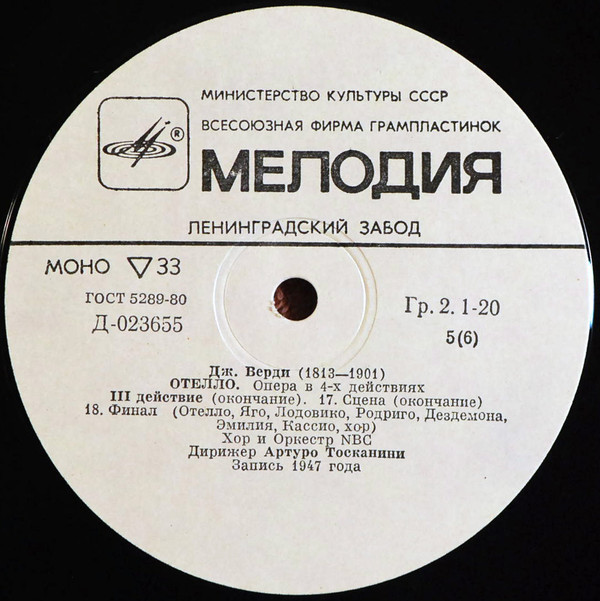 МИНИСТЕРСТВО КУЛЬТУРЫ СССР
ВСЕСОЮЗНАЯ ФИРМА ГРАМПЛАСТИНОК
®
МЕЛОДИЯ
ЛЕНИНГРАДСКИЙ ЗАВОД
МОНО ▽ 33
ГОСТ 5289-80
Д-023655
Гр. 2. 1-20
5(6)
Дж. Верди (1813—1901)
ОТЕЛЛО. Опера в 4-х действиях
III действие (окончание). 17. Сцена (окончание)
18. Финал (Отелло, Яго, Лодовико, Родриго, Дездемона,
Эмилия, Кассио, хор)
Хор и Оркестр NBC
Дирижер Артуро Тосканини
Запись 1947 года